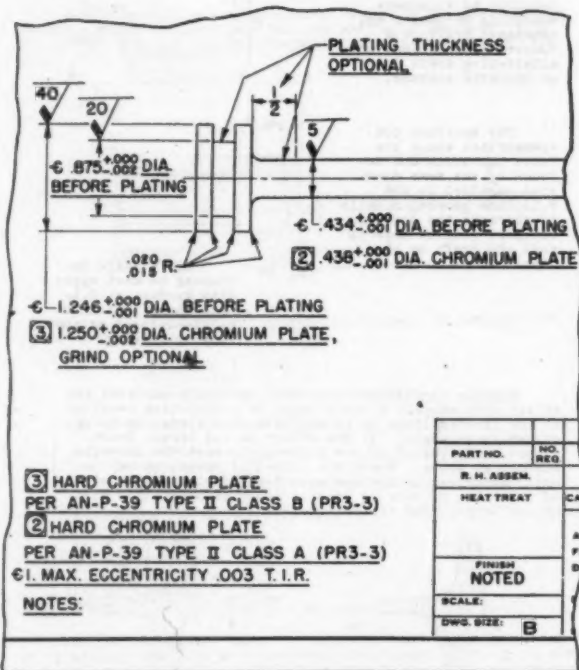 PLATING THICKNESS
OPTIONAL
40
20
1/2
5
€ .875 +.000 -.002 DIA.
BEFORE PLATING
€ .434 +.000 -.001 DIA. BEFORE PLATING
② .438 +.000 -.001 DIA. CHROMIUM PLATE
.020
.015 R.
€ 1.246 +.000 -.001 DIA. BEFORE PLATING
③ 1.250 +.000 -.002 DIA. CHROMIUM PLATE,
GRIND OPTIONAL
③ HARD CHROMIUM PLATE
PER AN-P-39 TYPE II CLASS B (PR3-3)
② HARD CHROMIUM PLATE
PER AN-P-39 TYPE II CLASS A (PR3-3)
€ 1. MAX. ECCENTRICITY .003 T.I.R.
NOTES:
PART NO. NO. REQ
R. H. ASSEM.
HEAT TREAT
FINISH
NOTED
SCALE:
DWG. SIZE: B